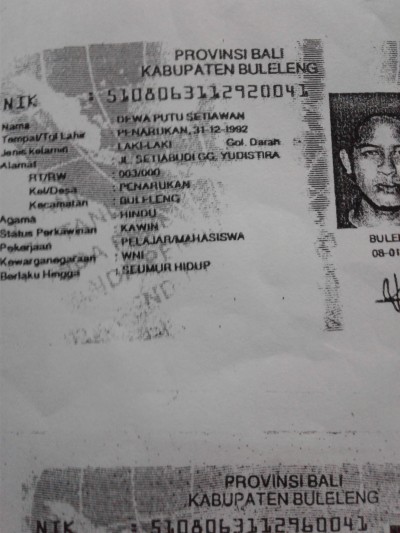 PROVINSI BALI
KABUPATEN BULELENG
NIK : 5108063112920041
Nama : DEWA PUTU SETIAWAN
Tempat/Tgl Lahir : PENARUKAN, 31-12-1992
Jenis kelamin : LAKI-LAKI Gol. Darah :
Alamat : JL. SETIABUDI GG. YUDISTIRA
RT/RW : 003/000
Kel/Desa : PENARUKAN
Kecamatan : BULELENG
Agama : HINDU
Status Perkawinan : KAWIN
Pekerjaan : PELAJAR/MAHASISWA
Kewarganegaraan : WNI
Berlaku Hingga : SEUMUR HIDUP
BULE
08-01
PROVINSI BALI
KABUPATEN BULELENG
NIK : 5108063112960041